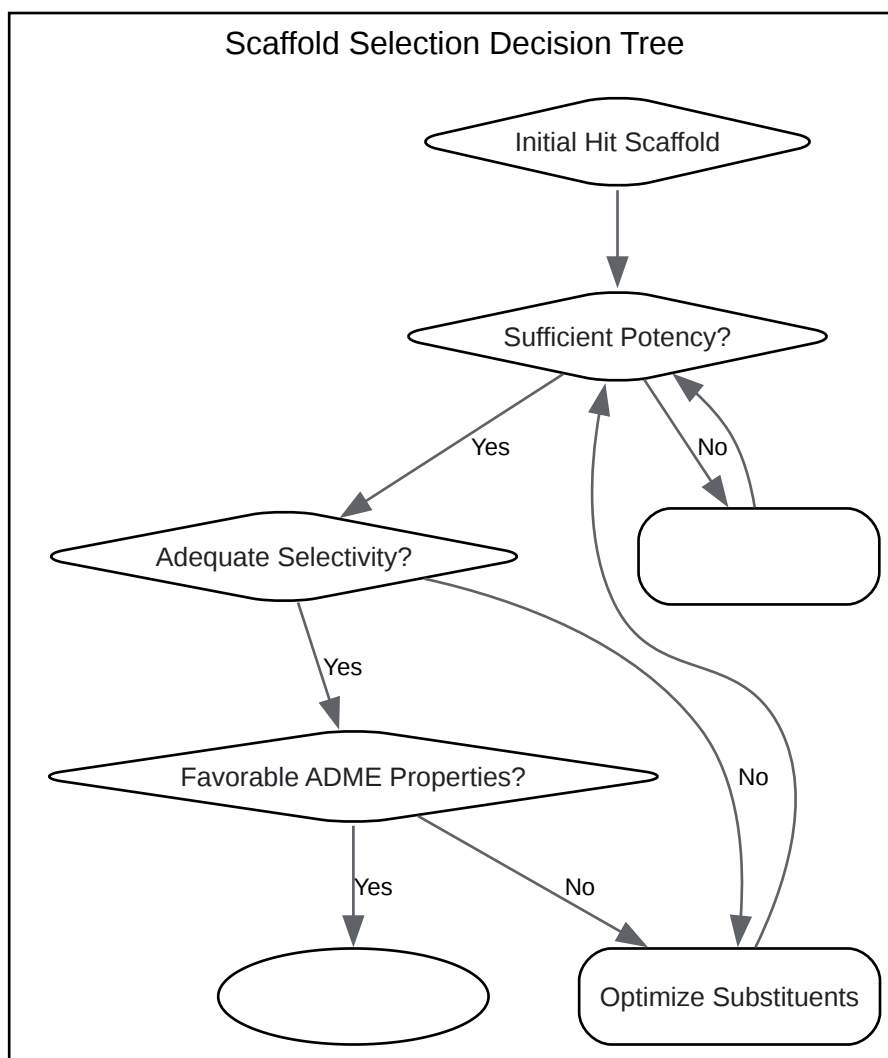 Scaffold Selection Decision Tree
Initial Hit Scaffold
Sufficient Potency?
Yes
No
Adequate Selectivity?
Yes
Favorable ADME Properties?
No
Yes
No
Optimize Substituents